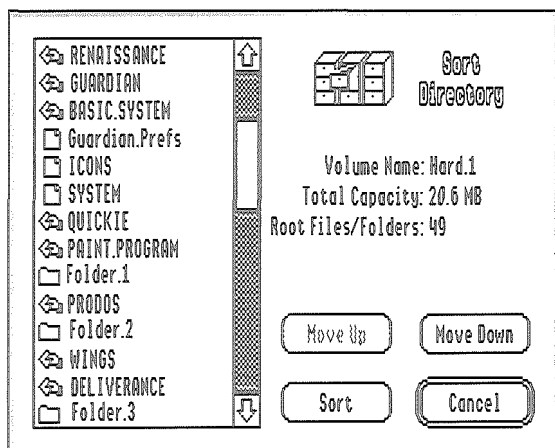 RENAISSANCE
GUARDIAN
BASIC.SYSTEM
Guardian.Prefs
ICONS
SYSTEM
QUICKIE
PAINT.PROGRAM
Folder.1
PRODOS
Folder.2
WINGS
DELIVERANCE
Folder.3
Sort
Directory
Volume Name: Hard.1
Total Capacity: 20.6 MB
Root Files/Folders: 49
Move Up
Move Down
Sort
Cancel